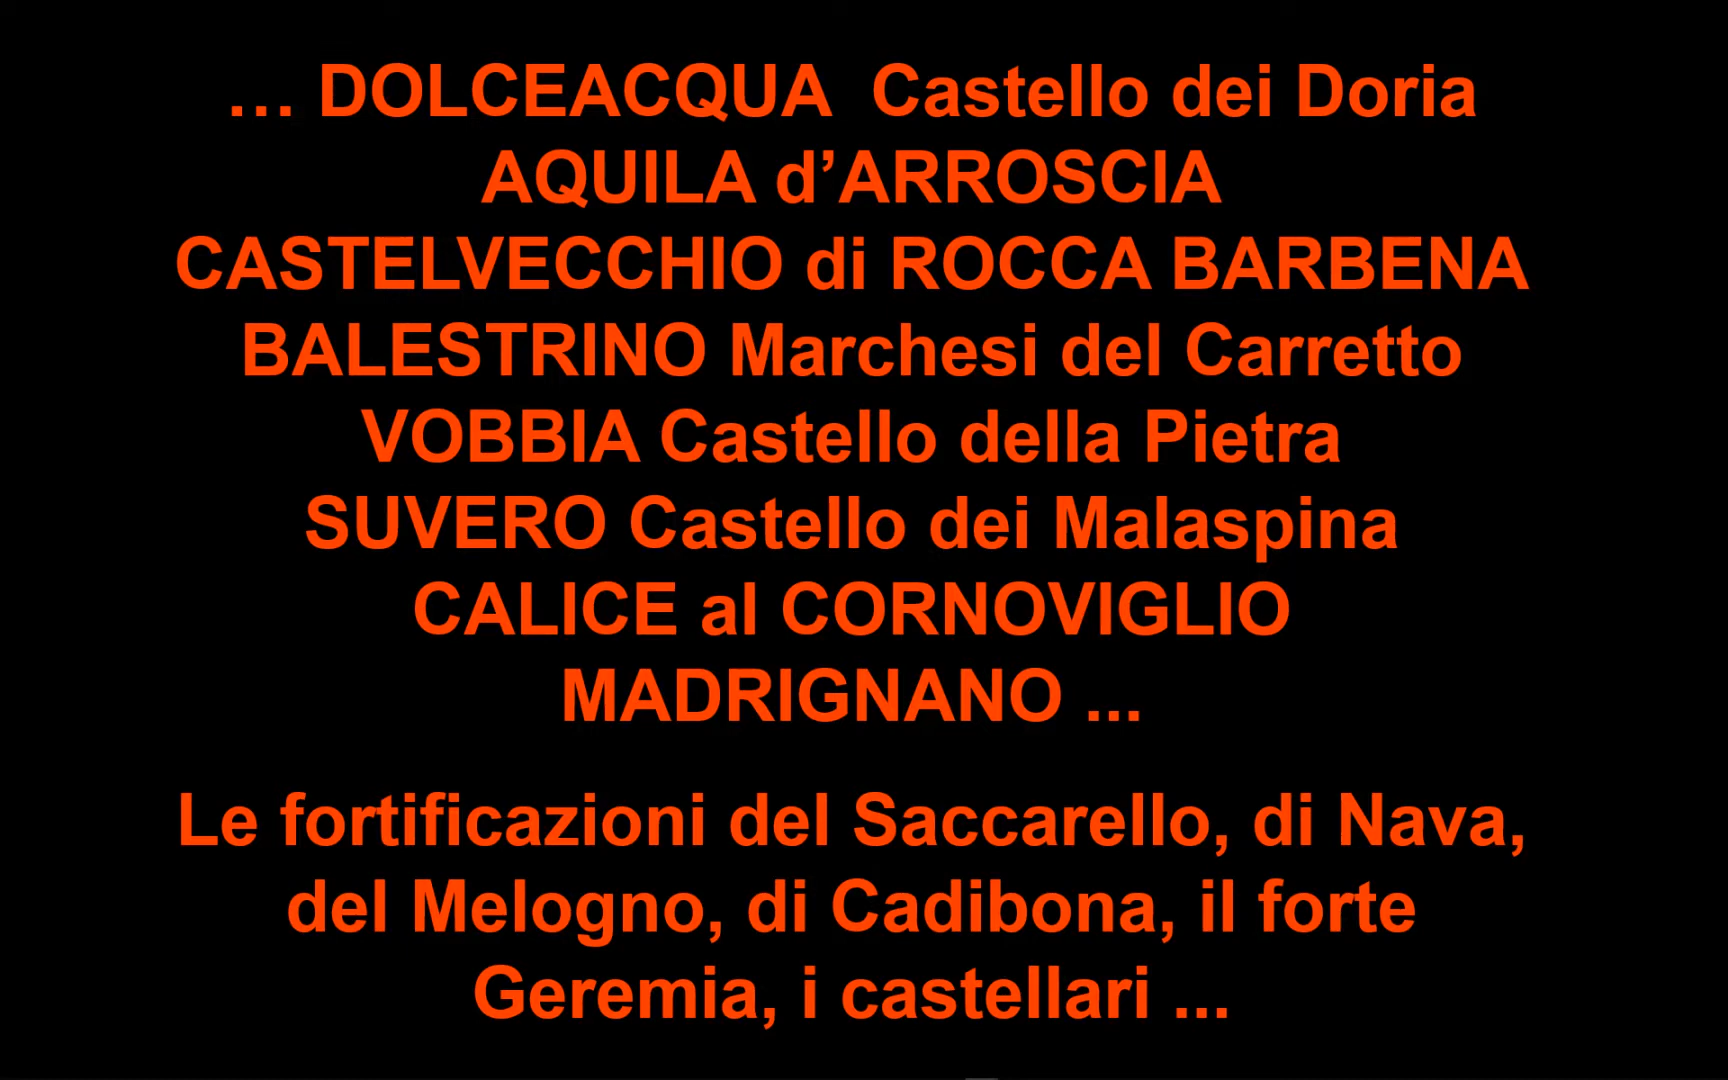 … DOLCEACQUA  Castello dei Doria
AQUILA d’ARROSCIA
CASTELVECCHIO di ROCCA BARBENA
BALESTRINO Marchesi del Carretto
VOBBIA Castello della Pietra
SUVERO Castello dei Malaspina
CALICE al CORNOVIGLIO
MADRIGNANO ...
Le fortificazioni del Saccarello, di Nava,
del Melogno, di Cadibona, il forte
Geremia, i castellari ...